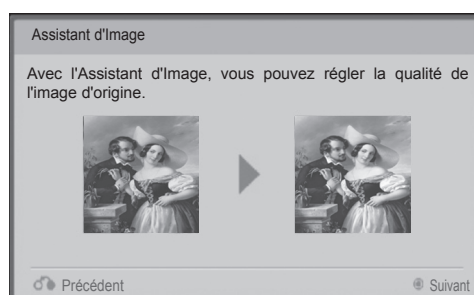 Assistant d'Image
Avec l'Assistant d'Image, vous pouvez régler la qualité de
l'image d'origine.
Précédent
Suivant